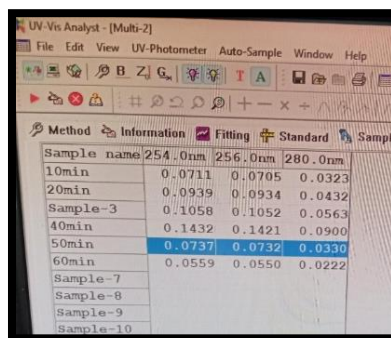 UV-Vis Analyst - [Multi-2]
File Edit View UV-Photometer Auto-Sample Window Help
B Z G T A
Method Information Fitting Standard Sampl
Sample name 254.0nm 256.0nm 280.0nm
10min 0.0711 0.0705 0.0323
20min 0.0939 0.0934 0.0432
Sample-3 0.1058 0.1052 0.0563
40min 0.1432 0.1421 0.0900
50min 0.0737 0.0732 0.0330
60min 0.0559 0.0550 0.0222
Sample-7
Sample-8
Sample-9
Sample-10